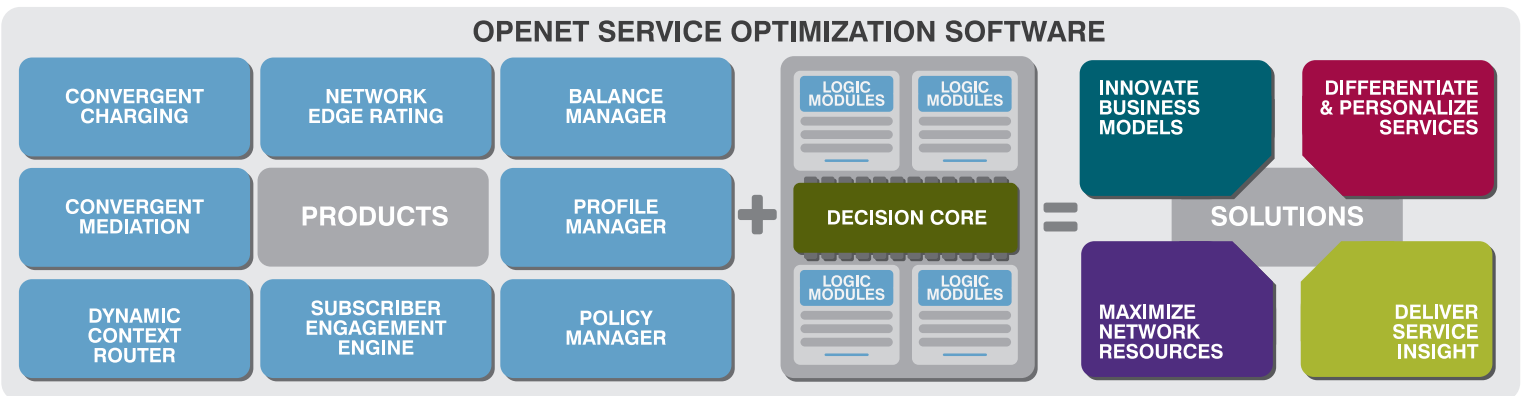 OPENET SERVICE OPTIMIZATION SOFTWARE
CONVERGENT
CHARGING
NETWORK
EDGE RATING
BALANCE
MANAGER
CONVERGENT
MEDIATION
PRODUCTS
PROFILE
MANAGER
DYNAMIC
CONTEXT
ROUTER
SUBSCRIBER
ENGAGEMENT
ENGINE
POLICY
MANAGER
+
LOGIC
MODULES
LOGIC
MODULES
DECISION CORE
LOGIC
MODULES
LOGIC
MODULES
=
INNOVATE
BUSINESS
MODELS
DIFFERENTIATE
& PERSONALIZE
SERVICES
SOLUTIONS
MAXIMIZE
NETWORK
RESOURCES
DELIVER
SERVICE
INSIGHT